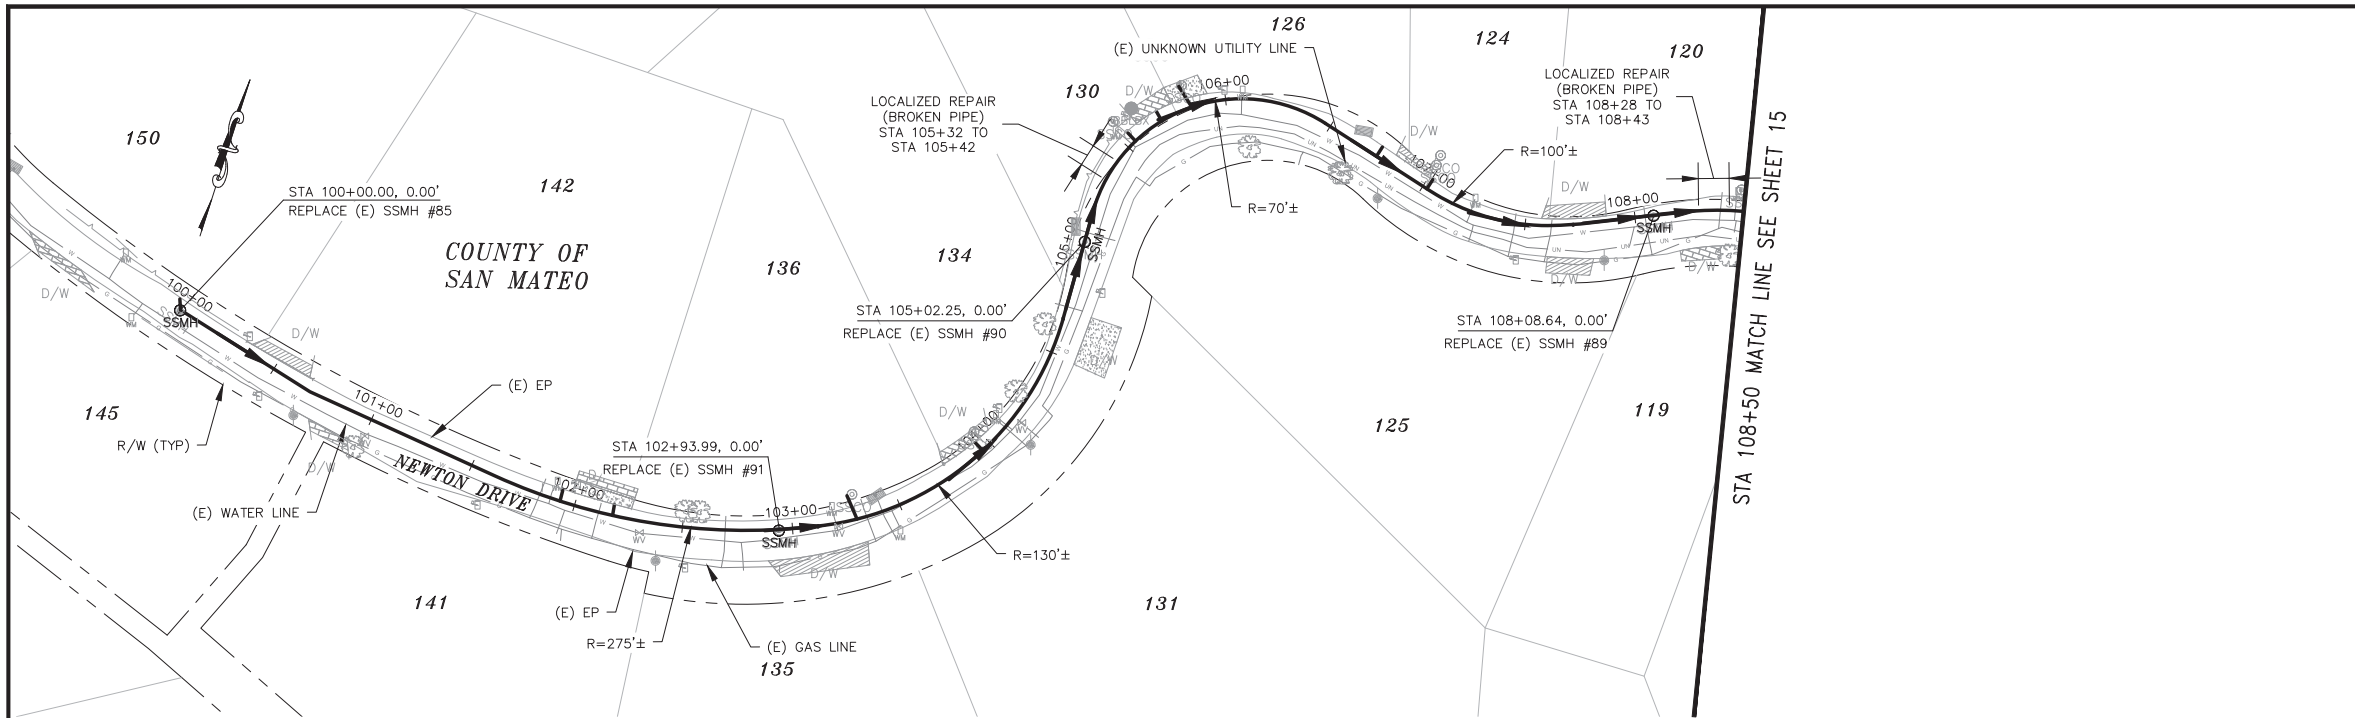 126
124
120
(E) UNKNOWN UTILITY LINE
LOCALIZED REPAIR
(BROKEN PIPE)
STA 108+28 TO
STA 108+43
130
D/W
106+00
LOCALIZED REPAIR
(BROKEN PIPE)
STA 105+32 TO
STA 105+42
150
D/W
R=100'±
107+00
142
STA 100+00.00, 0.00'
REPLACE (E) SSMH #85
D/W
108+00
SSMH
R=70'±
COUNTY OF
SAN MATEO
136
134
105+00
SSMH
D/W
D/W
D/W
100+00
SSMH
D/W
STA 105+02.25, 0.00'
REPLACE (E) SSMH #90
STA 108+08.64, 0.00'
REPLACE (E) SSMH #89
STA 108+50 MATCH LINE SEE SHEET 15
D/W
(E) EP
101+00
145
R/W (TYP)
D/W
104+00
125
119
STA 102+93.99, 0.00'
REPLACE (E) SSMH #91
D/W
NEWTON DRIVE
102+00
(E) WATER LINE
103+00
SSMH
WV
WM
R=130'±
D/W
141
(E) EP
R=275'±
(E) GAS LINE
135
131